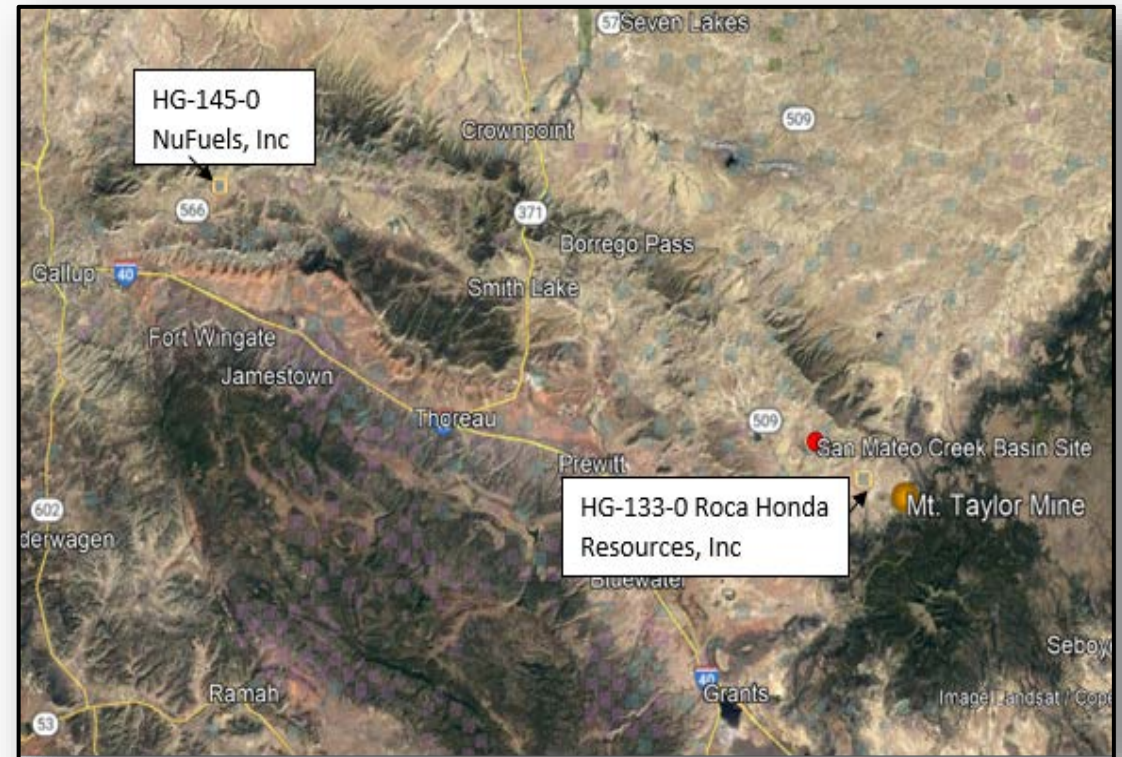 57
Seven Lakes
HG-145-0
NuFuels, Inc
Crownpoint
509
566
371
Borrego Pass
Gallup
40
Smith Lake
Fort Wingate
Jamestown
Thoreau
509
San Mateo Creek Basin Site
Prewitt
HG-133-0 Roca Honda
Resources, Inc
Mt. Taylor Mine
602
derwagen
Bluewater
Seboy
40
Ramah
Grants
Image Landsat / Cope
53